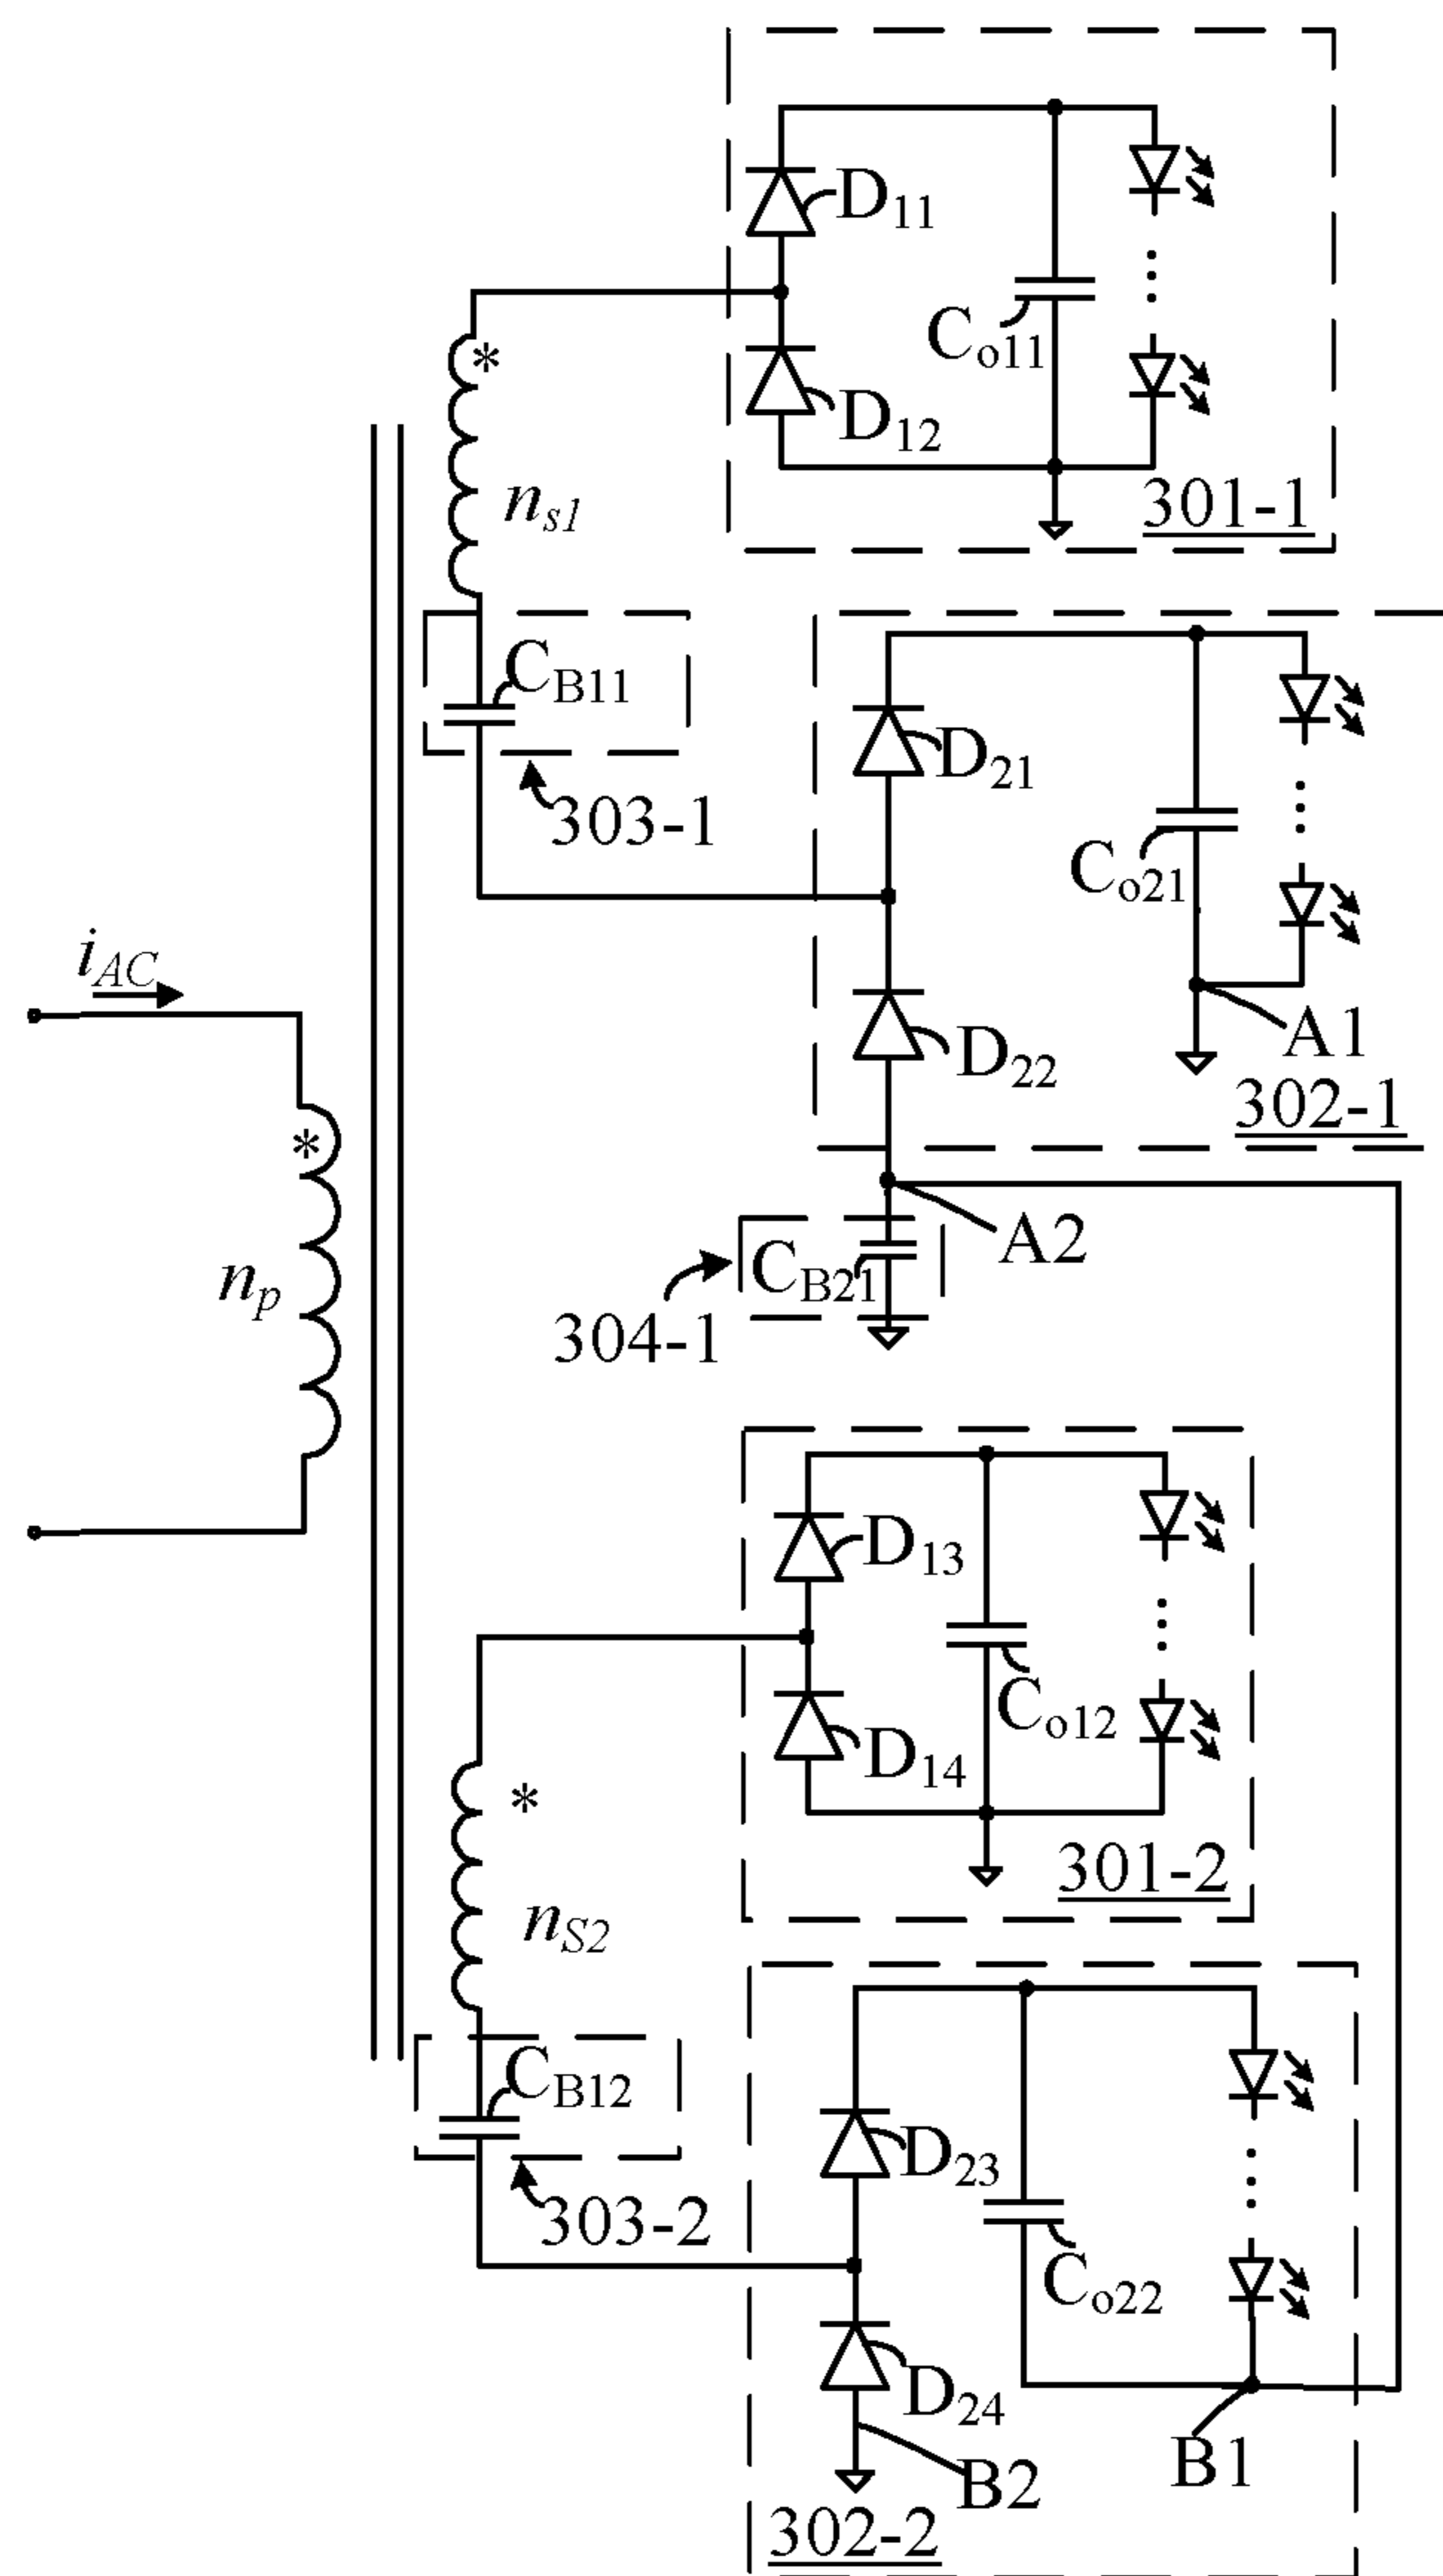 D11
*
Co11
D12
ns1
301-1
CB11
D21
303-1
Co21
iAC
A1
D22
302-1
*
A2
np
CB21
304-1
D13
Co12
D14
*
301-2
nS2
CB12
D23
303-2
Co22
D24
B1
B2
302-2